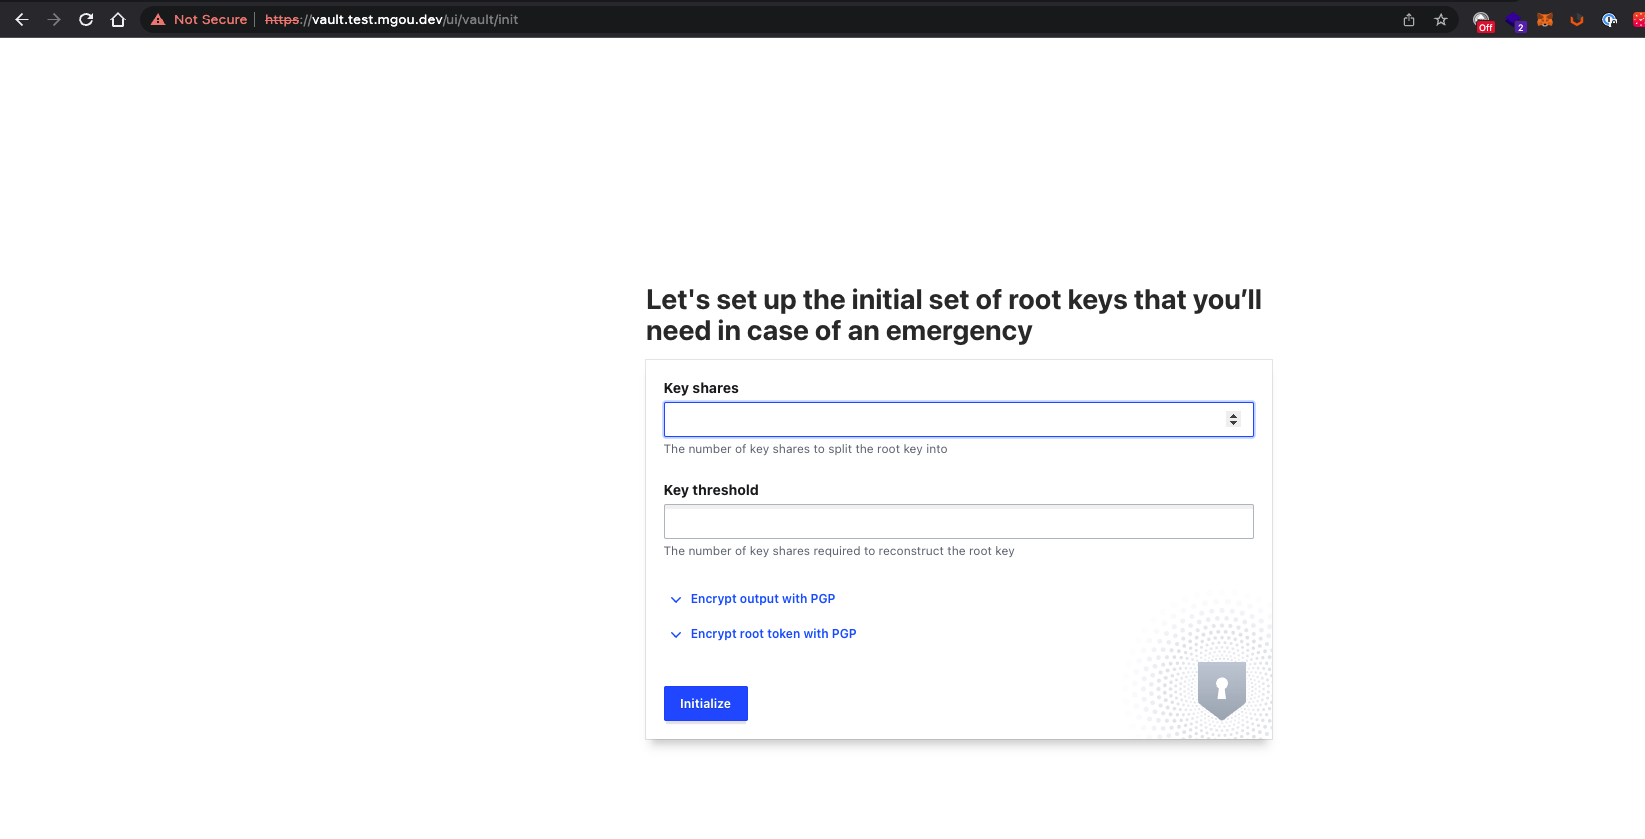 Not Secure https://vault.test.mgou.dev/ui/vault/init Off 2
Let's set up the initial set of root keys that you’ll
need in case of an emergency
Key shares
The number of key shares to split the root key into
Key threshold
The number of key shares required to reconstruct the root key
Encrypt output with PGP
Encrypt root token with PGP
Initialize